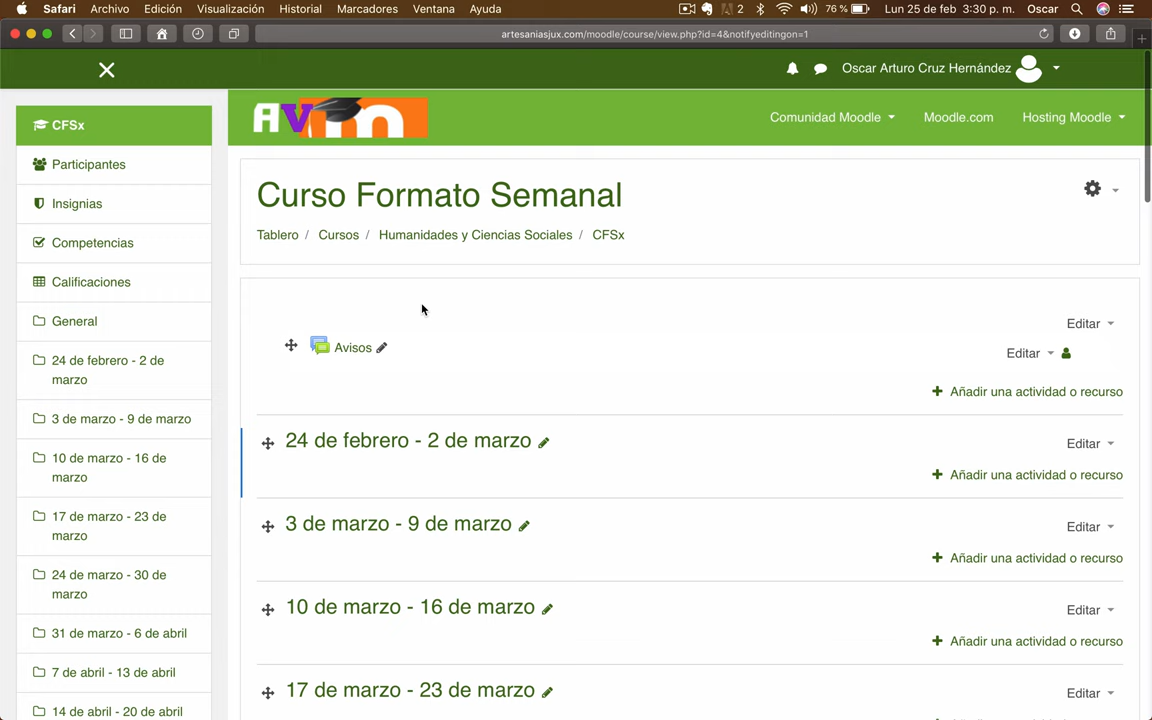 Safari Archivo Edición Visualización Historial Marcadores Ventana Ayuda 2 76 % Lun 25 de feb 3:30 p. m. Oscar
artesaniasjux.com/moodle/course/view.php?id=4&notifyeditingon=1
Oscar Arturo Cruz Hernández
Avm
Comunidad Moodle Moodle.com Hosting Moodle
CFSx
Participantes
Insignias
Competencias
Calificaciones
General
24 de febrero - 2 de
marzo
3 de marzo - 9 de marzo
10 de marzo - 16 de
marzo
17 de marzo - 23 de
marzo
24 de marzo - 30 de
marzo
31 de marzo - 6 de abril
7 de abril - 13 de abril
14 de abril - 20 de abril
Curso Formato Semanal
Tablero / Cursos / Humanidades y Ciencias Sociales / CFSx
Editar
Avisos
Editar
+ Añadir una actividad o recurso
24 de febrero - 2 de marzo
Editar
+ Añadir una actividad o recurso
3 de marzo - 9 de marzo
Editar
+ Añadir una actividad o recurso
10 de marzo - 16 de marzo
Editar
+ Añadir una actividad o recurso
17 de marzo - 23 de marzo
Editar